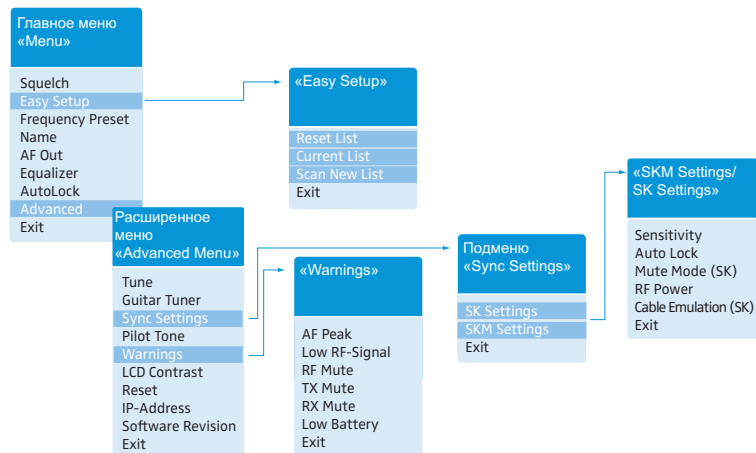 Главное меню
«Menu»
Squelch
Easy Setup
Frequency Preset
Name
AF Out
Equalizer
AutoLock
Advanced
Exit
«Easy Setup»
Reset List
Current List
Scan New List
Exit
Расширенное
меню
«Advanced Menu»
Tune
Guitar Tuner
Sync Settings
Pilot Tone
Warnings
LCD Contrast
Reset
IP-Address
Software Revision
Exit
«Warnings»
AF Peak
Low RF-Signal
RF Mute
TX Mute
RX Mute
Low Battery
Exit
Подменю
«Sync Settings»
SK Settings
SKM Settings
Exit
«SKM Settings/
SK Settings»
Sensitivity
Auto Lock
Mute Mode (SK)
RF Power
Cable Emulation (SK)
Exit